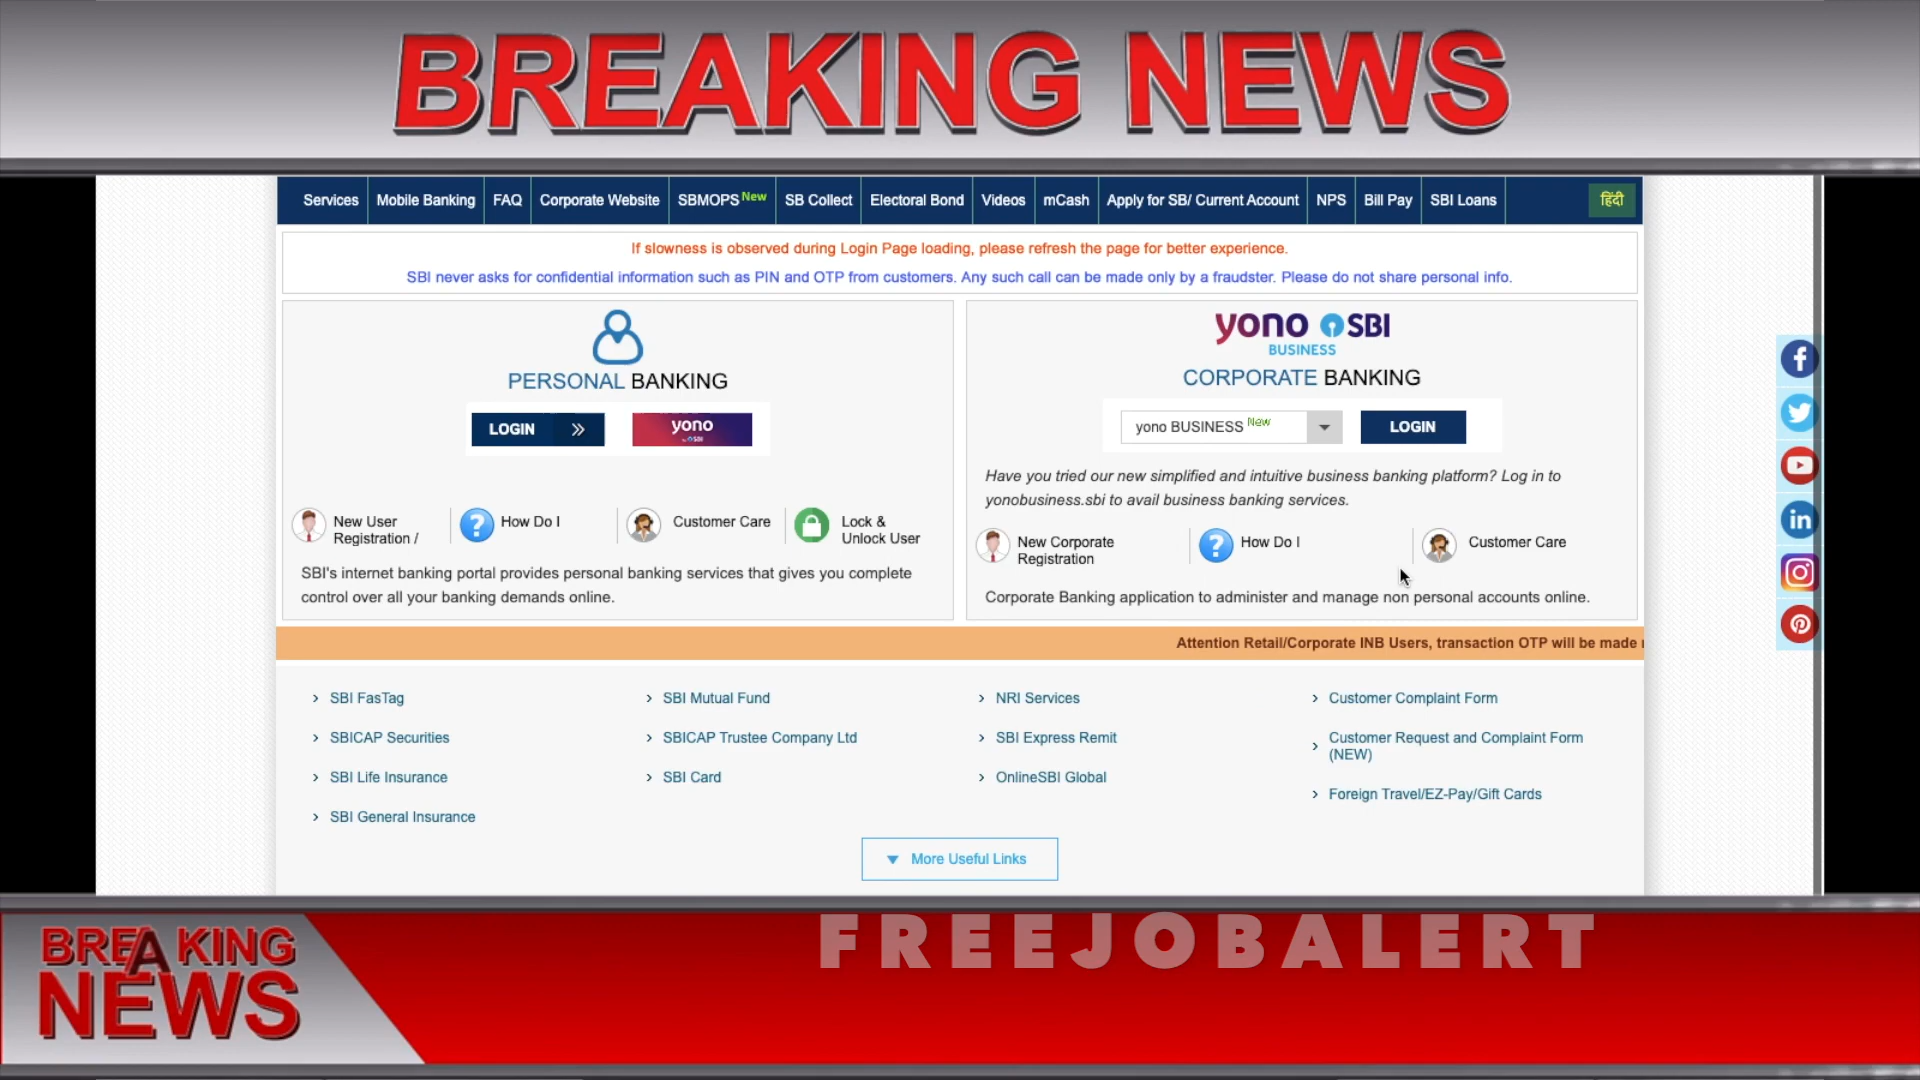 BREAKING NEWS
Services Mobile Banking FAQ Corporate Website SBMOPS New SB Collect Electoral Bond Videos mCash Apply for SB/ Current Account NPS Bill Pay SBI Loans हिंदी
If slowness is observed during Login Page loading, please refresh the page for better experience.
SBI never asks for confidential information such as PIN and OTP from customers. Any such call can be made only by a fraudster. Please do not share personal info.
PERSONAL BANKING
LOGIN yono
by SBI
New User
Registration /
How Do I
Customer Care
Lock &
Unlock User
SBI's internet banking portal provides personal banking services that gives you complete
control over all your banking demands online.
yono SBI
BUSINESS
CORPORATE BANKING
yono BUSINESS New LOGIN
Have you tried our new simplified and intuitive business banking platform? Log in to
yonobusiness.sbi to avail business banking services.
New Corporate
Registration
How Do I
Customer Care
Corporate Banking application to administer and manage non personal accounts online.
Attention Retail/Corporate INB Users, transaction OTP will be made
SBI FasTag
SBICAP Securities
SBI Life Insurance
SBI General Insurance
SBI Mutual Fund
SBICAP Trustee Company Ltd
SBI Card
NRI Services
SBI Express Remit
OnlineSBI Global
Customer Complaint Form
Customer Request and Complaint Form
(NEW)
Foreign Travel/EZ-Pay/Gift Cards
More Useful Links
BREAKING
NEWS
FREEJOBALERT